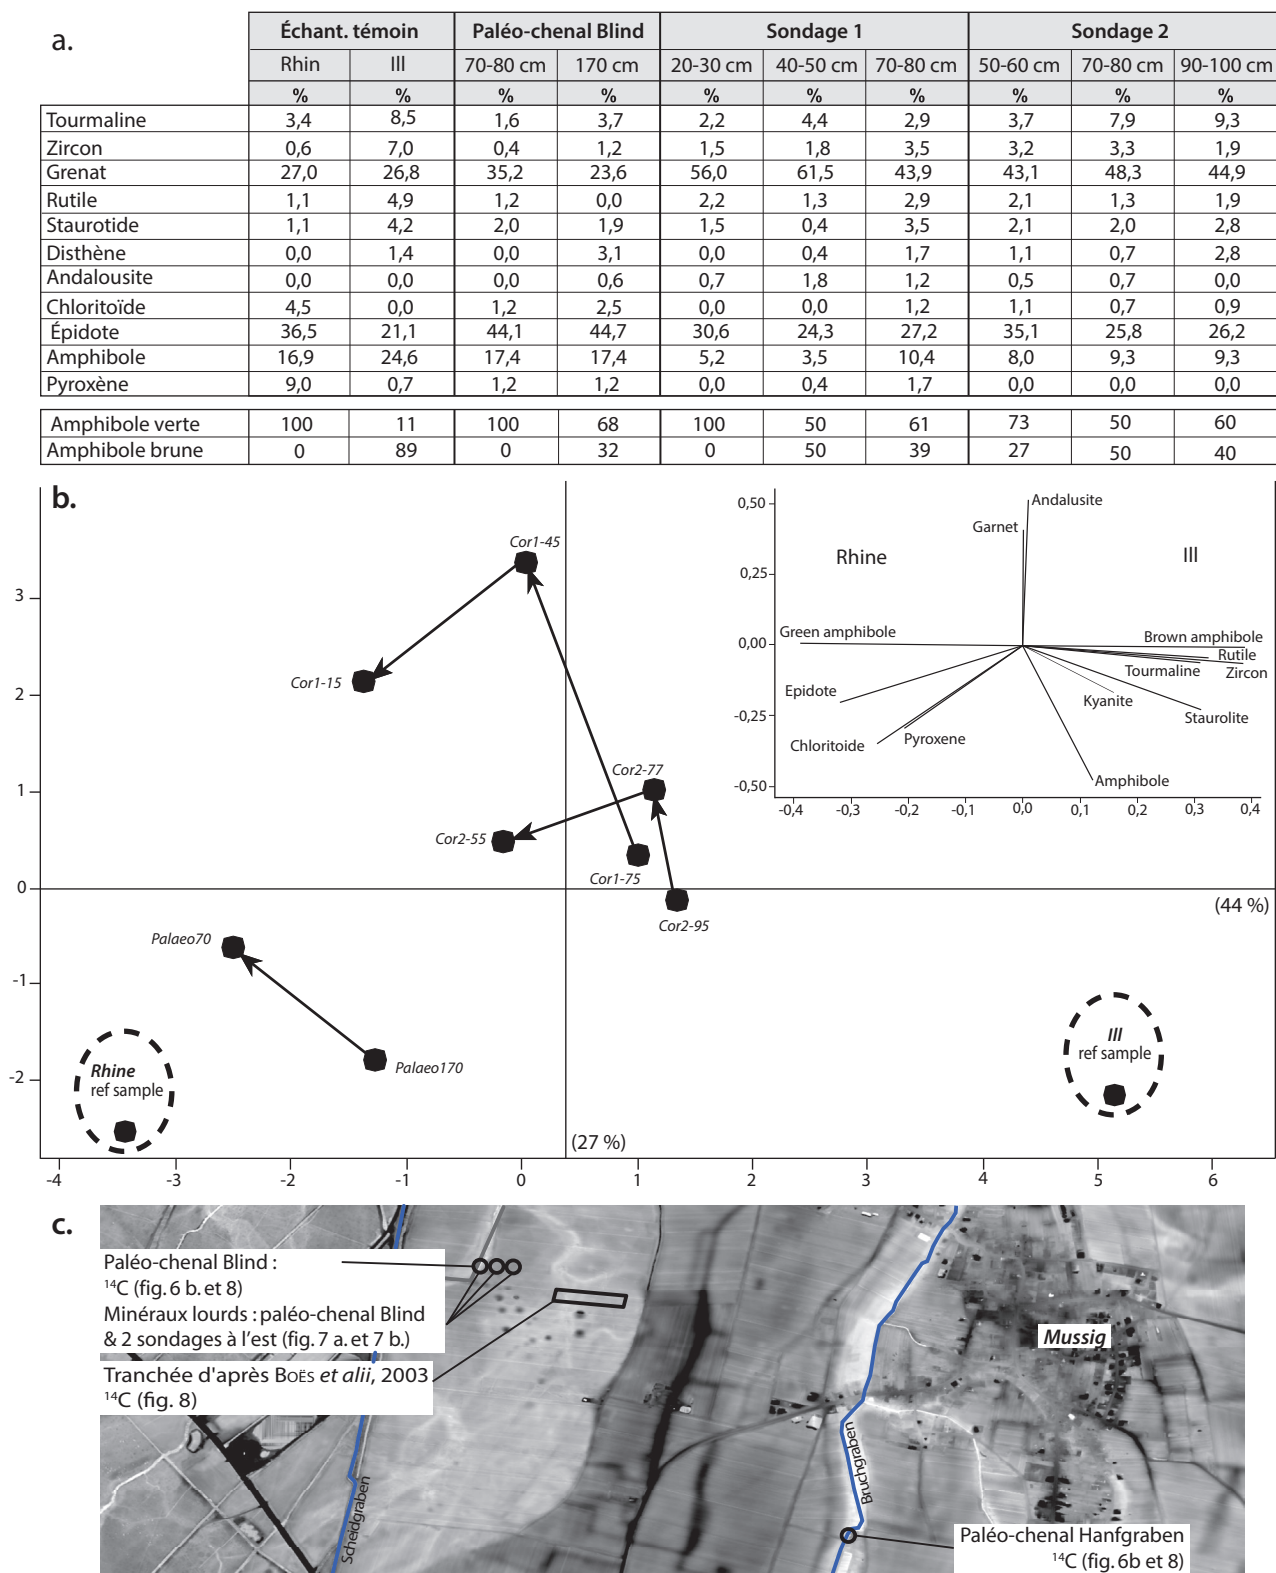 a.
Échant. témoin Paléo-chenal Blind Sondage 1 Sondage 2
Rhin Ill 70-80 cm 170 cm 20-30 cm 40-50 cm 70-80 cm 50-60 cm 70-80 cm 90-100 cm
% % % % % % % % % %
Tourmaline 3,4 8,5 1,6 3,7 2,2 4,4 2,9 3,7 7,9 9,3
Zircon 0,6 7,0 0,4 1,2 1,5 1,8 3,5 3,2 3,3 1,9
Grenat 27,0 26,8 35,2 23,6 56,0 61,5 43,9 43,1 48,3 44,9
Rutile 1,1 4,9 1,2 0,0 2,2 1,3 2,9 2,1 1,3 1,9
Staurotide 1,1 4,2 2,0 1,9 1,5 0,4 3,5 2,1 2,0 2,8
Disthène 0,0 1,4 0,0 3,1 0,0 0,4 1,7 1,1 0,7 2,8
Andalousite 0,0 0,0 0,0 0,6 0,7 1,8 1,2 0,5 0,7 0,0
Chloritoïde 4,5 0,0 1,2 2,5 0,0 0,0 1,2 1,1 0,7 0,9
Épidote 36,5 21,1 44,1 44,7 30,6 24,3 27,2 35,1 25,8 26,2
Amphibole 16,9 24,6 17,4 17,4 5,2 3,5 10,4 8,0 9,3 9,3
Pyroxène 9,0 0,7 1,2 1,2 0,0 0,4 1,7 0,0 0,0 0,0
Amphibole verte 100 11 100 68 100 50 61 73 50 60
Amphibole brune 0 89 0 32 0 50 39 27 50 40
b.
3
2
1
0
-1
-2
-4 -3 -2 -1 0 1 2 3 4 5 6
Cor1-45
Cor1-15
Cor2-77
Cor2-55
Cor1-75
Cor2-95
(44 %)
Palaeo70
Palaeo170
Rhine
ref sample
Ill
ref sample
(27 %)
0,50
0,25
0,00
-0,25
-0,50
-0,4 -0,3 -0,2 -0,1 0,0 0,1 0,2 0,3 0,4
Andalusite
Garnet
Rhine
Ill
Green amphibole
Brown amphibole
Rutile
Tourmaline
Zircon
Epidote
Kyanite
Staurolite
Chloritoide
Pyroxene
Amphibole
c.
Paléo-chenal Blind :
14C (fig. 6 b. et 8)
Minéraux lourds : paléo-chenal Blind
& 2 sondages à l'est (fig. 7 a. et 7 b.)
Tranchée d'après BOËS et alii, 2003
14C (fig. 8)
Mussig
Scheidgraben
Bruchgraben
Paléo-chenal Hanfgraben
14C (fig. 6b et 8)